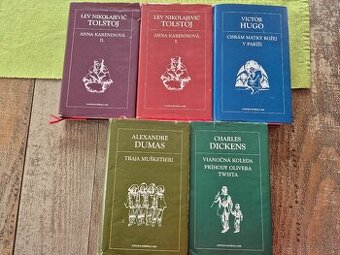 LEV NIKOLAJEVIČ
TOLSTOJ
ANNA KARENINOVÁ
II.
LEV NIKOLAJEVIČ
TOLSTOJ
ANNA KARENINOVÁ
I.
VICTOR
HUGO
CHRÁM MATKY BOŽEJ
V PARÍŽI
ALEXANDRE
DUMAS
TRAJA MUŠKETIERI
CHARLES
DICKENS
VIANOČNÁ KOLEDA
PRÍHODY OLIVERA
TWISTA